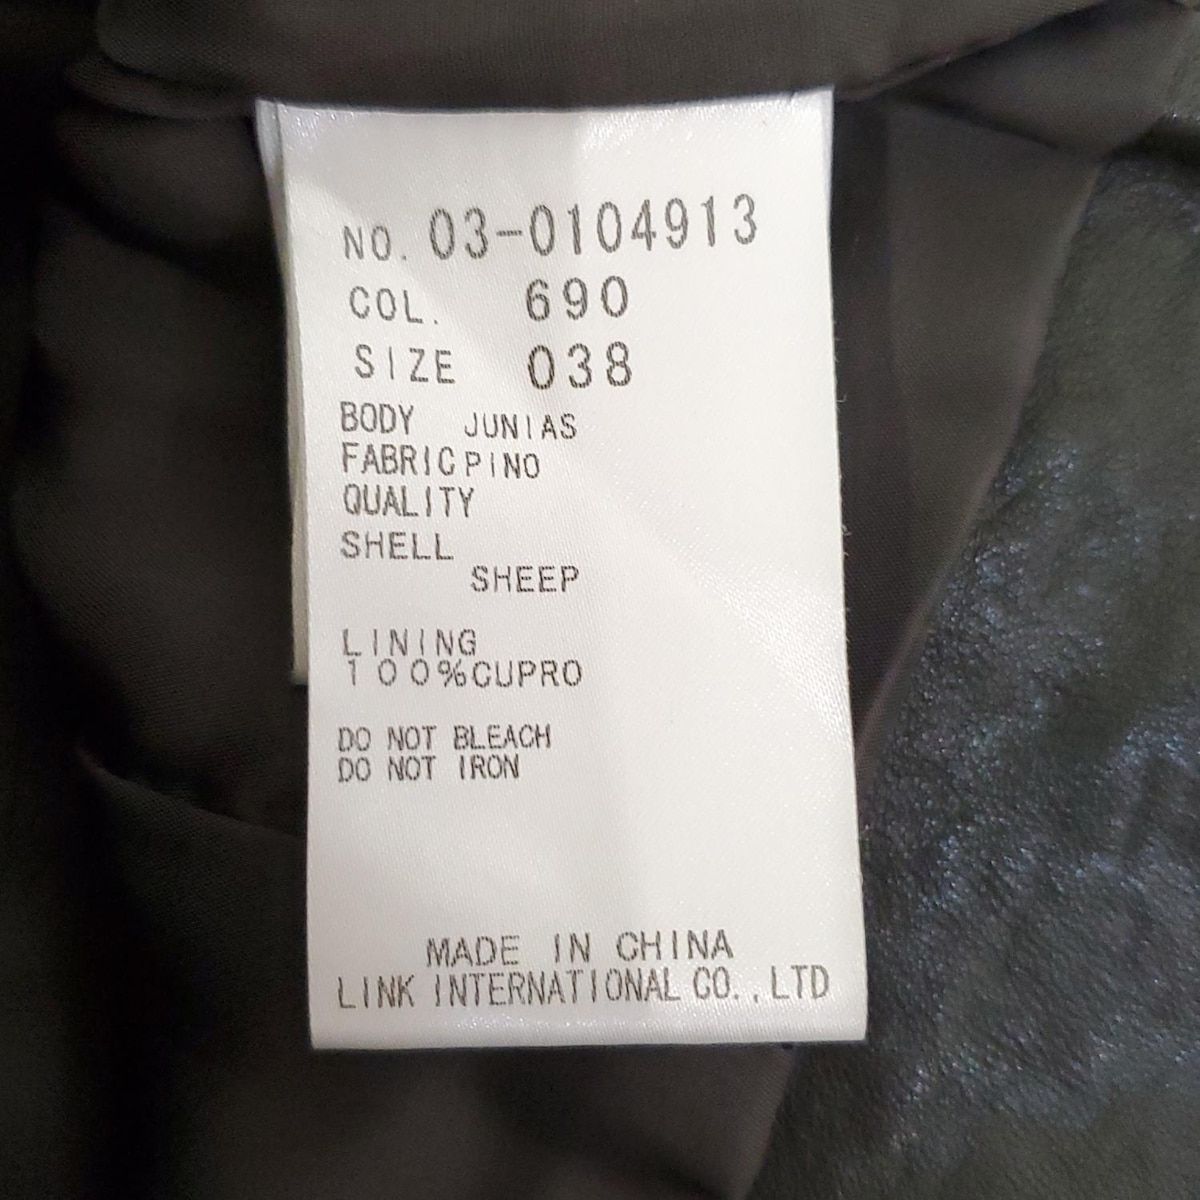 NO. 03-0104913
COL. 690
SIZE 038
BODY JUNIAS
FABRIC PINO
QUALITY
SHELL
SHEEP
LINING
100%CUPRO
DO NOT BLEACH
DO NOT IRON
MADE IN CHINA
LINK INTERNATIONAL CO.,LTD